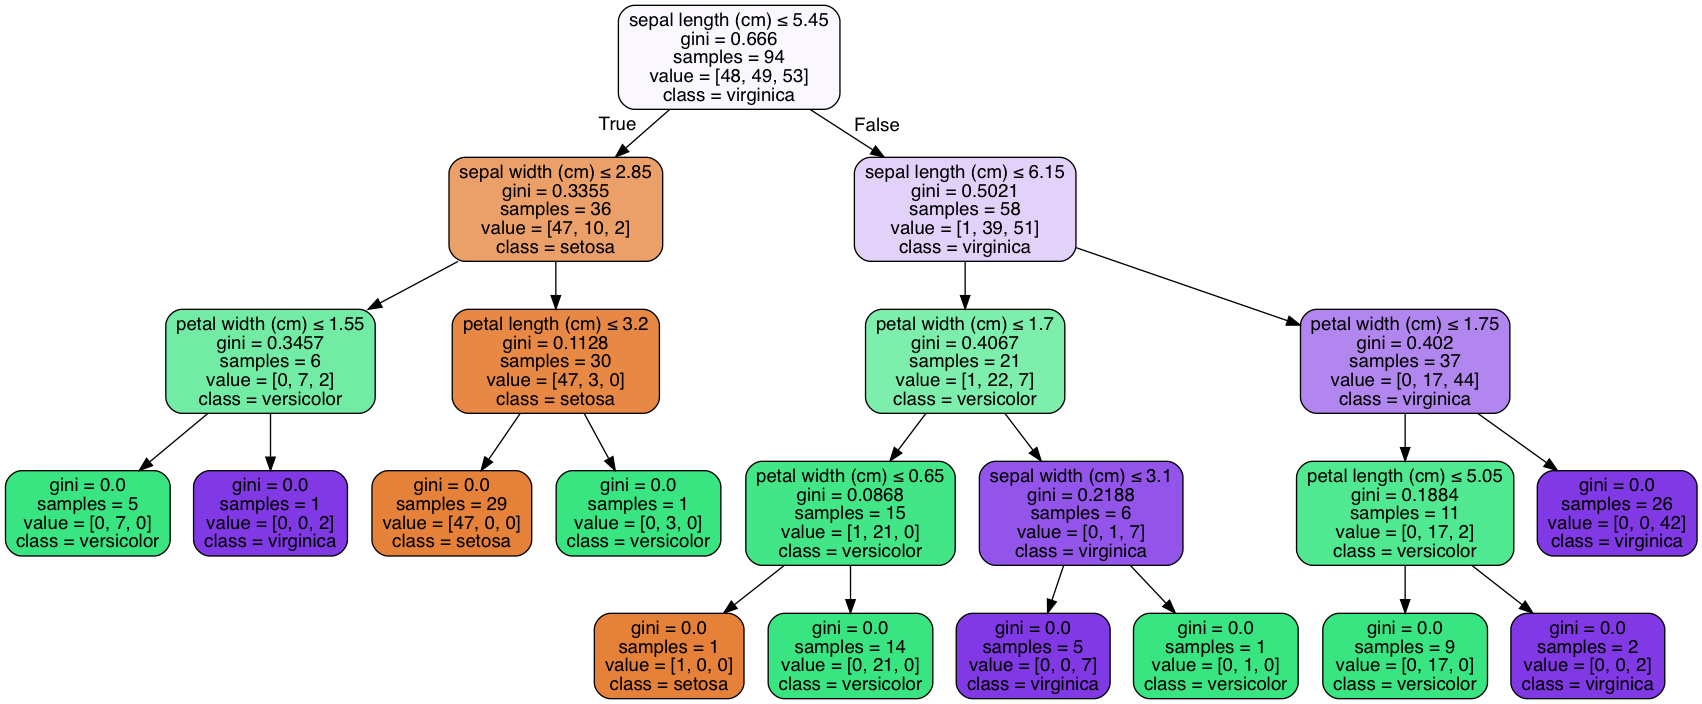 sepal length (cm) ≤ 5.45
gini = 0.666
samples = 94
value = [48, 49, 53]
class = virginica
True
False
sepal width (cm) ≤ 2.85
gini = 0.3355
samples = 36
value = [47, 10, 2]
class = setosa
sepal length (cm) ≤ 6.15
gini = 0.5021
samples = 58
value = [1, 39, 51]
class = virginica
petal width (cm) ≤ 1.55
gini = 0.3457
samples = 6
value = [0, 7, 2]
class = versicolor
petal length (cm) ≤ 3.2
gini = 0.1128
samples = 30
value = [47, 3, 0]
class = setosa
petal width (cm) ≤ 1.7
gini = 0.4067
samples = 21
value = [1, 22, 7]
class = versicolor
petal width (cm) ≤ 1.75
gini = 0.402
samples = 37
value = [0, 17, 44]
class = virginica
gini = 0.0
samples = 5
value = [0, 7, 0]
class = versicolor
gini = 0.0
samples = 1
value = [0, 0, 2]
class = virginica
gini = 0.0
samples = 29
value = [47, 0, 0]
class = setosa
gini = 0.0
samples = 1
value = [0, 3, 0]
class = versicolor
petal width (cm) ≤ 0.65
gini = 0.0868
samples = 15
value = [1, 21, 0]
class = versicolor
sepal width (cm) ≤ 3.1
gini = 0.2188
samples = 6
value = [0, 1, 7]
class = virginica
petal length (cm) ≤ 5.05
gini = 0.1884
samples = 11
value = [0, 17, 2]
class = versicolor
gini = 0.0
samples = 26
value = [0, 0, 42]
class = virginica
gini = 0.0
samples = 1
value = [1, 0, 0]
class = setosa
gini = 0.0
samples = 14
value = [0, 21, 0]
class = versicolor
gini = 0.0
samples = 5
value = [0, 0, 7]
class = virginica
gini = 0.0
samples = 1
value = [0, 1, 0]
class = versicolor
gini = 0.0
samples = 9
value = [0, 17, 0]
class = versicolor
gini = 0.0
samples = 2
value = [0, 0, 2]
class = virginica